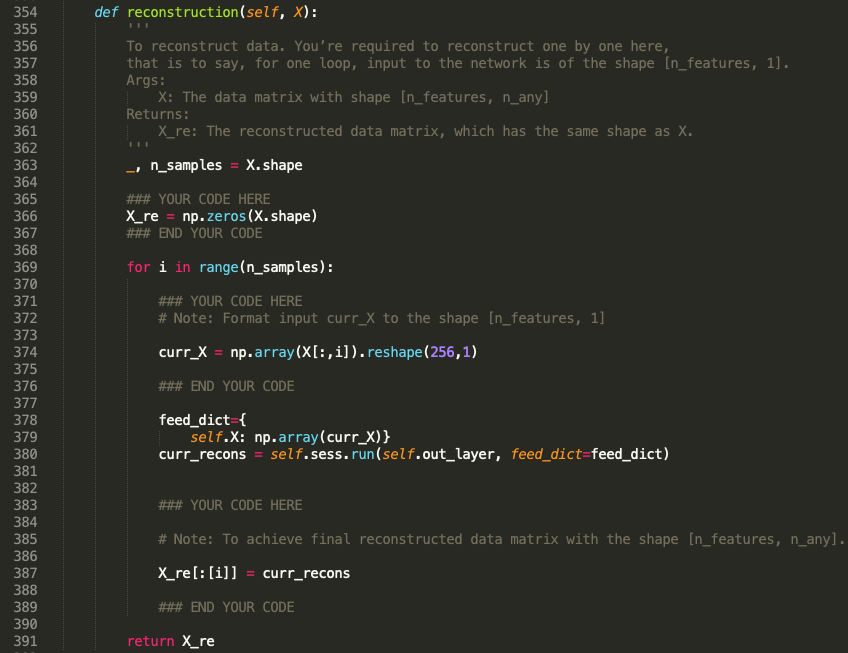 354 def reconstruction(self, X):
355 '''
356 To reconstruct data. You’re required to reconstruct one by one here,
357 that is to say, for one loop, input to the network is of the shape [n_features, 1].
358 Args:
359 X: The data matrix with shape [n_features, n_any]
360 Returns:
361 X_re: The reconstructed data matrix, which has the same shape as X.
362 '''
363 _, n_samples = X.shape
364
365 ### YOUR CODE HERE
366 X_re = np.zeros(X.shape)
367 ### END YOUR CODE
368
369 for i in range(n_samples):
370
371 ### YOUR CODE HERE
372 # Note: Format input curr_X to the shape [n_features, 1]
373
374 curr_X = np.array(X[:,i]).reshape(256,1)
375
376 ### END YOUR CODE
377
378 feed_dict={
379 self.X: np.array(curr_X)}
380 curr_recons = self.sess.run(self.out_layer, feed_dict=feed_dict)
381
382
383 ### YOUR CODE HERE
384
385 # Note: To achieve final reconstructed data matrix with the shape [n_features, n_any].
386
387 X_re[:[i]] = curr_recons
388
389 ### END YOUR CODE
390
391 return X_re